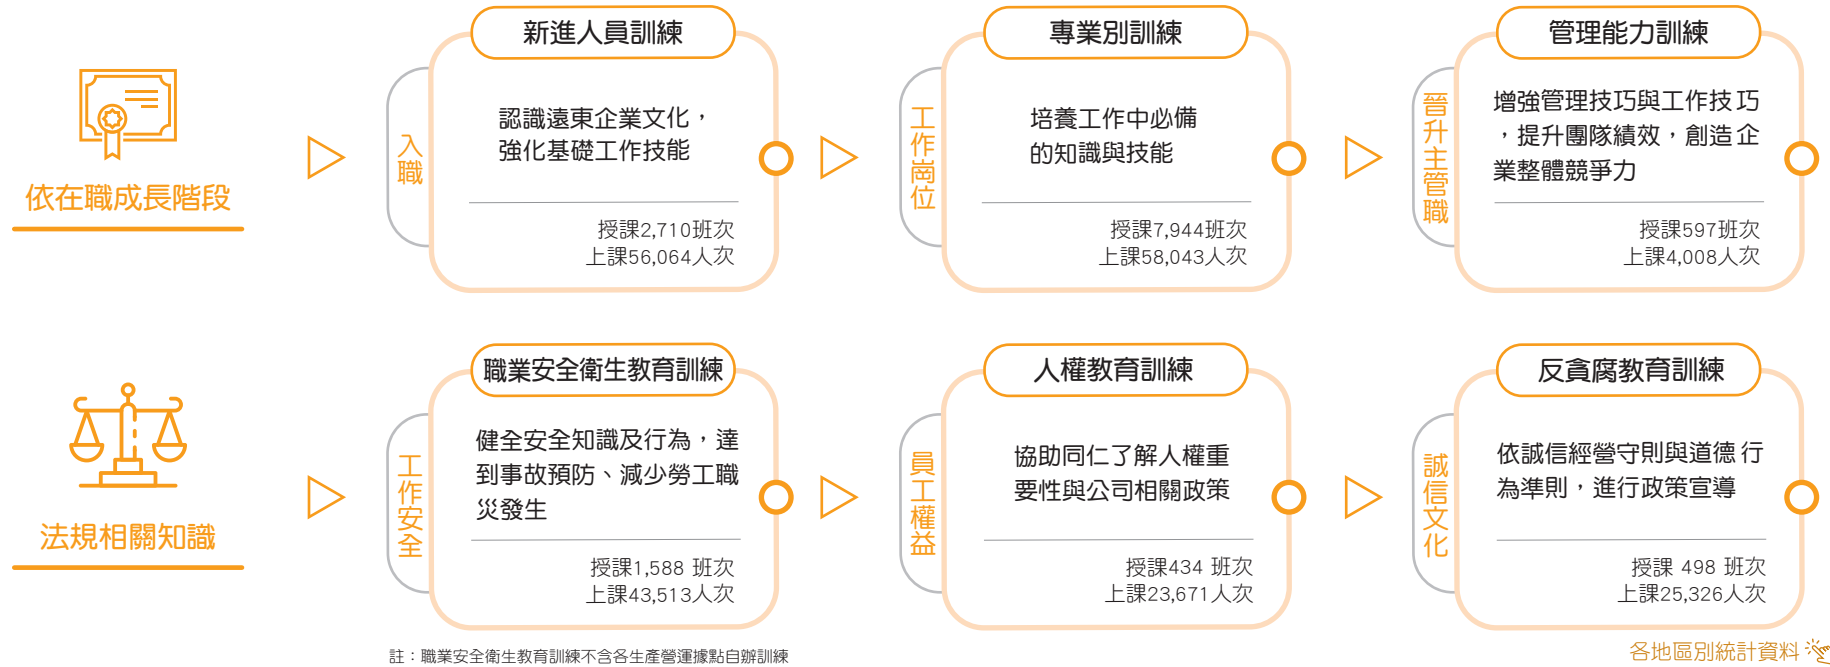 依在職成長階段
入職
新進人員訓練
認識遠東企業文化，
強化基礎工作技能
授課2,710班次
上課56,064人次
工作崗位
專業別訓練
培養工作中必備
的知識與技能
授課7,944班次
上課58,043人次
晉升主管職
管理能力訓練
增強管理技巧與工作技巧
，提升團隊績效，創造企
業整體競爭力
授課597班次
上課4,008人次
法規相關知識
工作安全
職業安全衛生教育訓練
健全安全知識及行為，達
到事故預防、減少勞工職
災發生
授課1,588 班次
上課43,513人次
員工權益
人權教育訓練
協助同仁了解人權重
要性與公司相關政策
授課434 班次
上課23,671人次
誠信文化
反貪腐教育訓練
依誠信經營守則與道德行
為準則，進行政策宣導
授課 498 班次
上課25,326人次
註：職業安全衛生教育訓練不含各生產營運據點自辦訓練
各地區別統計資料